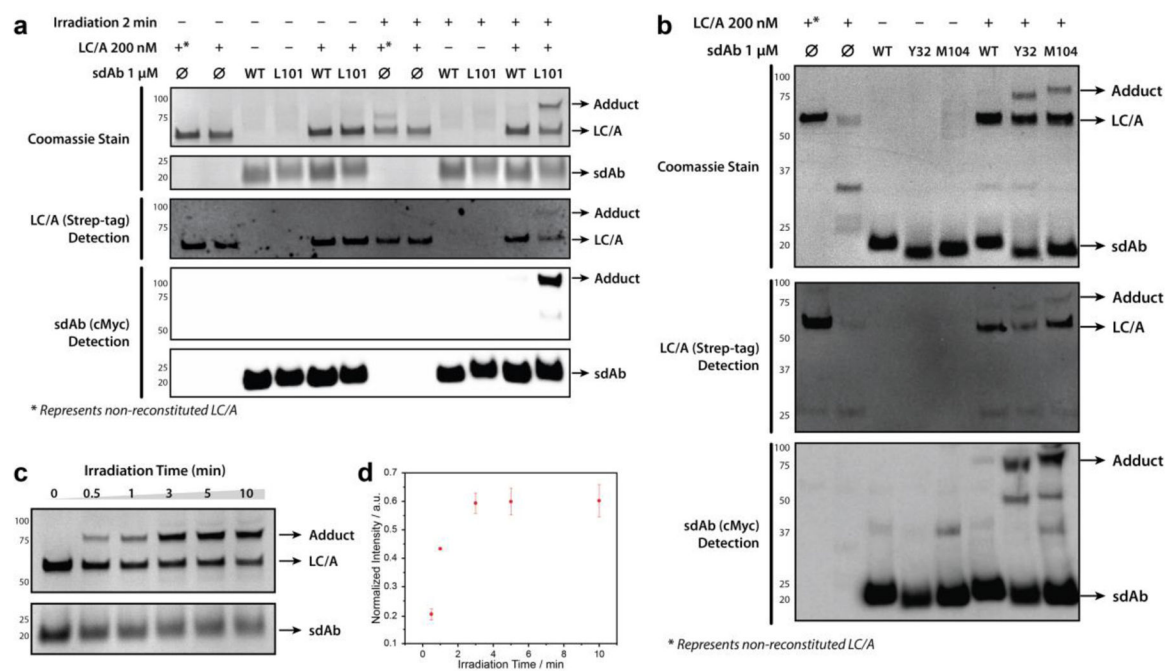 a
Irradiation 2 min – – – – – – + + + + + +
LC/A 200 nM +* + – – + + +* + – – + +
sdAb 1 µM Ø Ø WT L101 WT L101 Ø Ø WT L101 WT L101
Coomassie Stain
100
75
Adduct
LC/A
25
20
sdAb
LC/A (Strep-tag)
Detection
100
75
Adduct
LC/A
sdAb (cMyc)
Detection
100
75
50
Adduct
25
20
sdAb
* Represents non-reconstituted LC/A
b
LC/A 200 nM +* + – – – + + +
sdAb 1 µM Ø Ø WT Y32 M104 WT Y32 M104
Coomassie Stain
100
75
50
37
25
20
Adduct
LC/A
sdAb
LC/A (Strep-tag)
Detection
100
75
50
37
25
Adduct
LC/A
sdAb (cMyc)
Detection
100
75
50
37
25
20
Adduct
sdAb
* Represents non-reconstituted LC/A
c
Irradiation Time (min)
0 0.5 1 3 5 10
100
75
50
Adduct
LC/A
25
20
sdAb
d
Normalized Intensity / a.u.
0.7
0.6
0.5
0.4
0.3
0.2
0.1
0 2 4 6 8 10
Irradiation Time / min